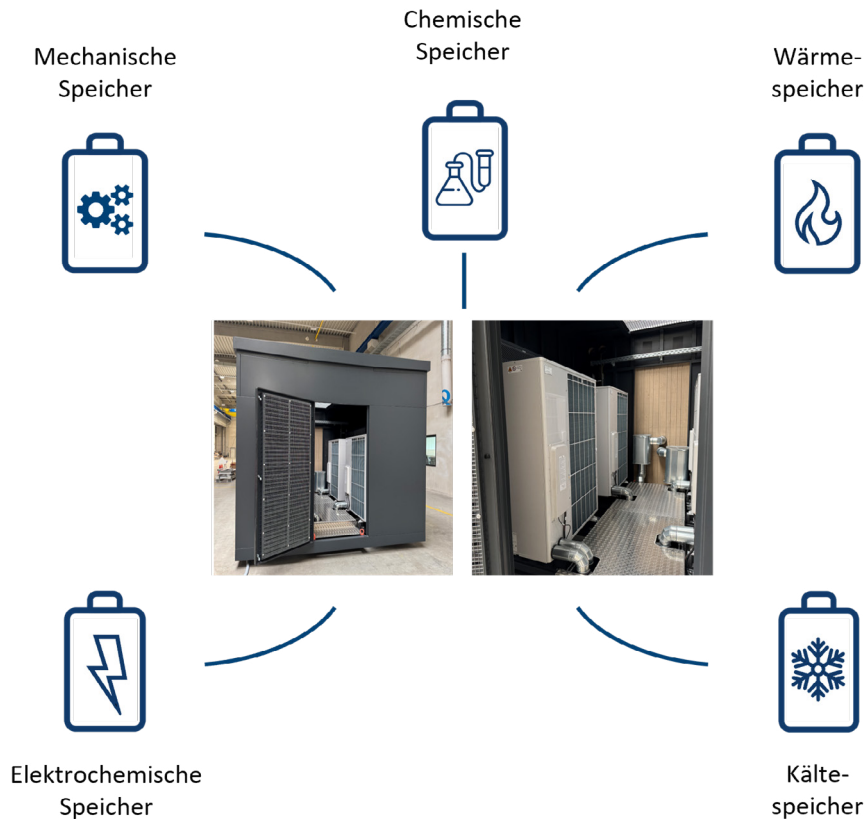 Chemische
Speicher
Mechanische
Speicher
Wärme-
speicher
Elektrochemische
Speicher
Kälte-
speicher